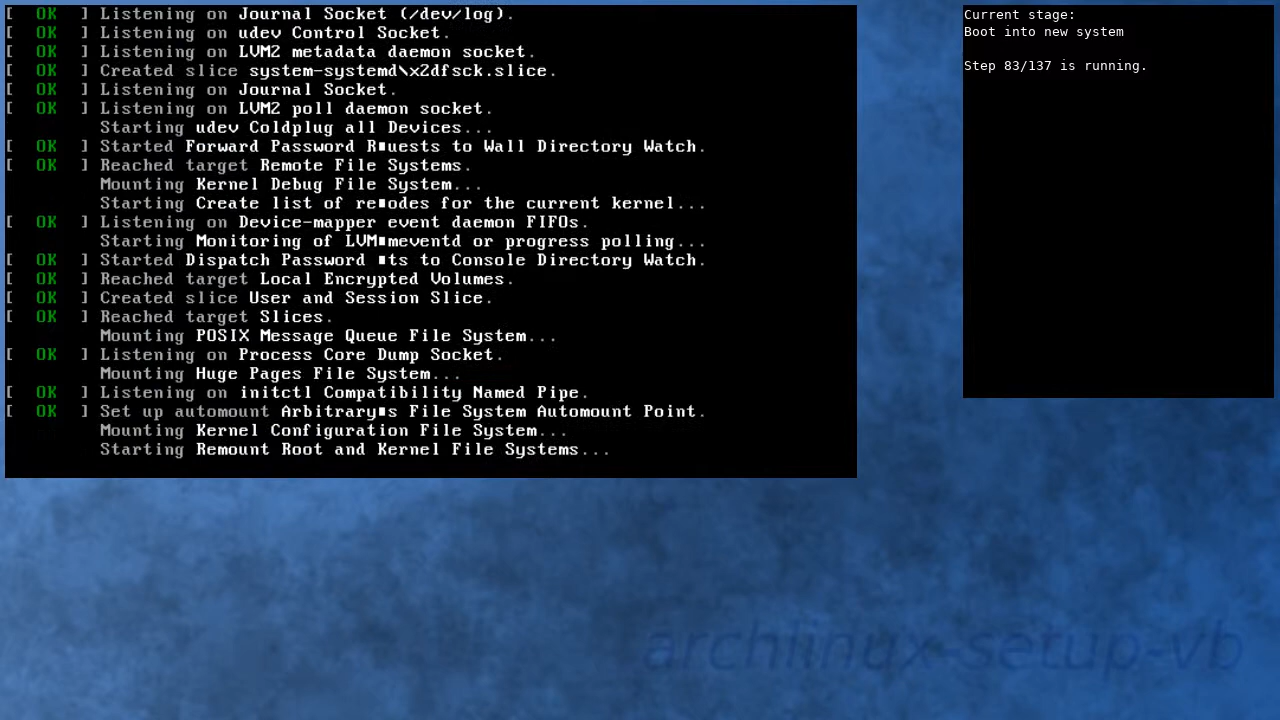 [  OK  ] Listening on Journal Socket (/dev/log).
[  OK  ] Listening on udev Control Socket.
[  OK  ] Listening on LVM2 metadata daemon socket.
[  OK  ] Created slice system-systemd\x2dfsck.slice.
[  OK  ] Listening on Journal Socket.
[  OK  ] Listening on LVM2 poll daemon socket.
Starting udev Coldplug all Devices...
[  OK  ] Started Forward Password R■uests to Wall Directory Watch.
[  OK  ] Reached target Remote File Systems.
Mounting Kernel Debug File System...
Starting Create list of re■odes for the current kernel...
[  OK  ] Listening on Device-mapper event daemon FIFOs.
Starting Monitoring of LVM■meventd or progress polling...
[  OK  ] Started Dispatch Password ■ts to Console Directory Watch.
[  OK  ] Reached target Local Encrypted Volumes.
[  OK  ] Created slice User and Session Slice.
[  OK  ] Reached target Slices.
Mounting POSIX Message Queue File System...
[  OK  ] Listening on Process Core Dump Socket.
Mounting Huge Pages File System...
[  OK  ] Listening on initctl Compatibility Named Pipe.
[  OK  ] Set up automount Arbitrary■s File System Automount Point.
Mounting Kernel Configuration File System...
Starting Remount Root and Kernel File Systems...
Current stage:
Boot into new system
Step 83/137 is running.
archlinux-setup-vb